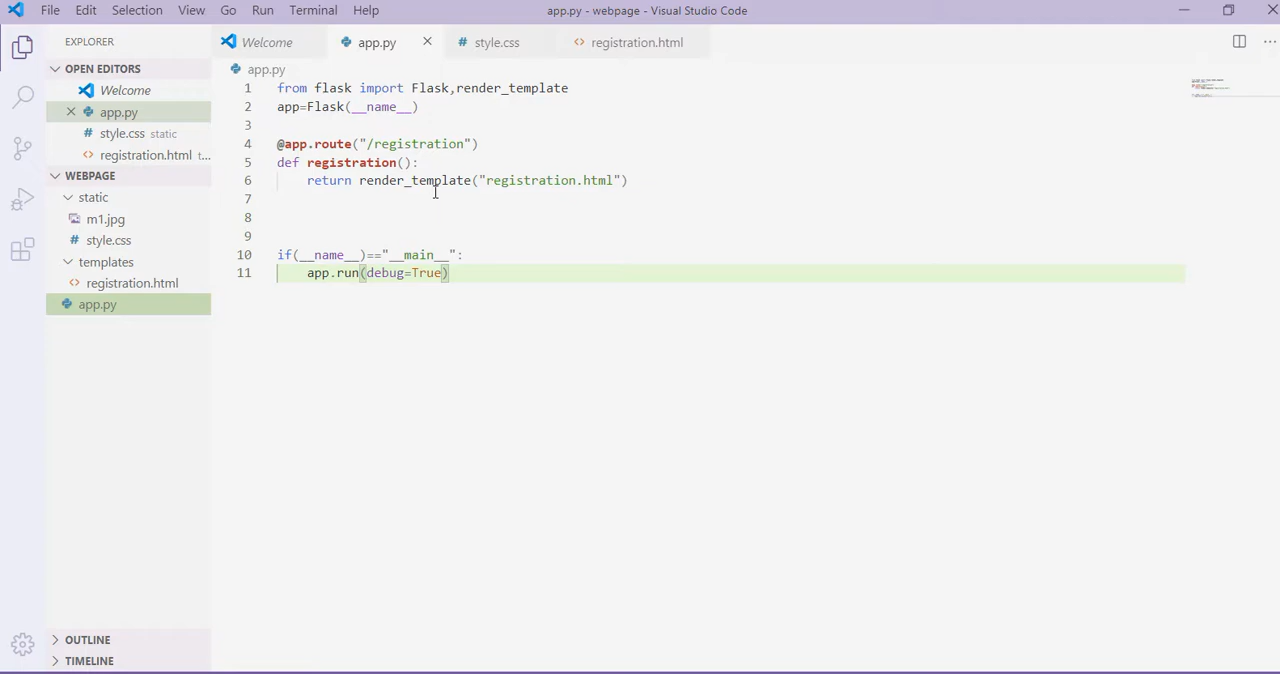 File Edit Selection View Go Run Terminal Help app.py - webpage - Visual Studio Code
EXPLORER
OPEN EDITORS
Welcome
app.py
style.css static
registration.html t...
WEBPAGE
static
m1.jpg
style.css
templates
registration.html
app.py
OUTLINE
TIMELINE
Welcome app.py style.css registration.html
app.py
1 from flask import Flask,render_template
2 app=Flask(__name__)
3
4 @app.route("/registration")
5 def registration():
6 return render_template("registration.html")
7
8
9
10 if(__name__)=="__main__":
11 app.run(debug=True)